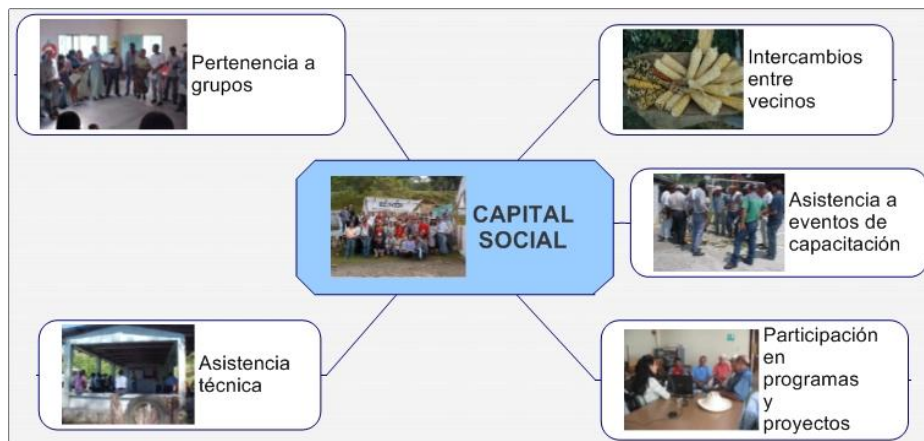 Pertenencia a
grupos
Intercambios
entre
vecinos
CAPITAL
SOCIAL
Asistencia a
eventos de
capacitación
Asistencia
técnica
Participación
en
programas
y
proyectos